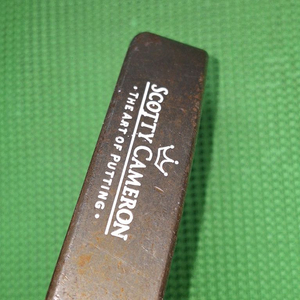 SCOTTY CAMERON
· THE ART OF PUTTING ·